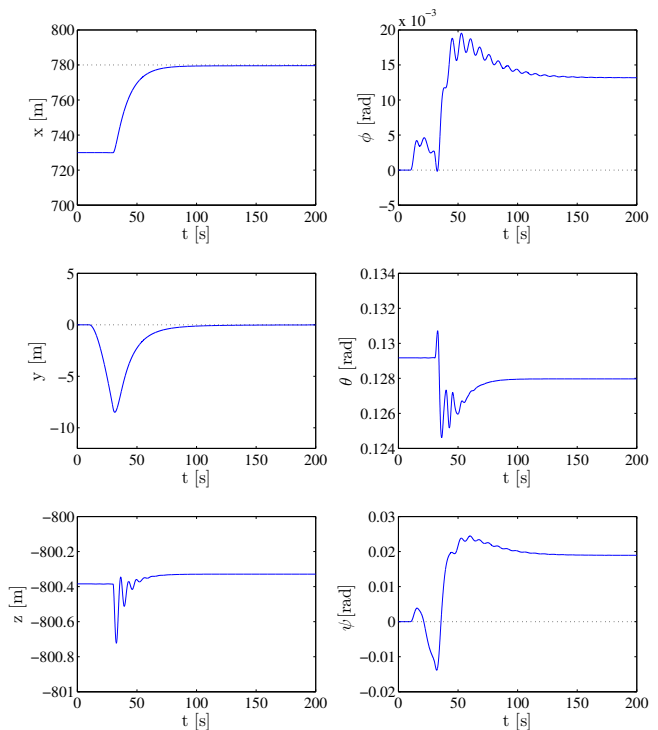 800
780
760
740
720
700
x [m]
0 50 100 150 200
t [s]
x 10⁻³
20
15
10
5
0
−5
ϕ [rad]
0 50 100 150 200
t [s]
5
0
−5
−10
y [m]
0 50 100 150 200
t [s]
0.134
0.132
0.13
0.128
0.126
0.124
θ [rad]
0 50 100 150 200
t [s]
−800
−800.2
−800.4
−800.6
−800.8
−801
z [m]
0 50 100 150 200
t [s]
0.03
0.02
0.01
0
−0.01
−0.02
ψ [rad]
0 50 100 150 200
t [s]